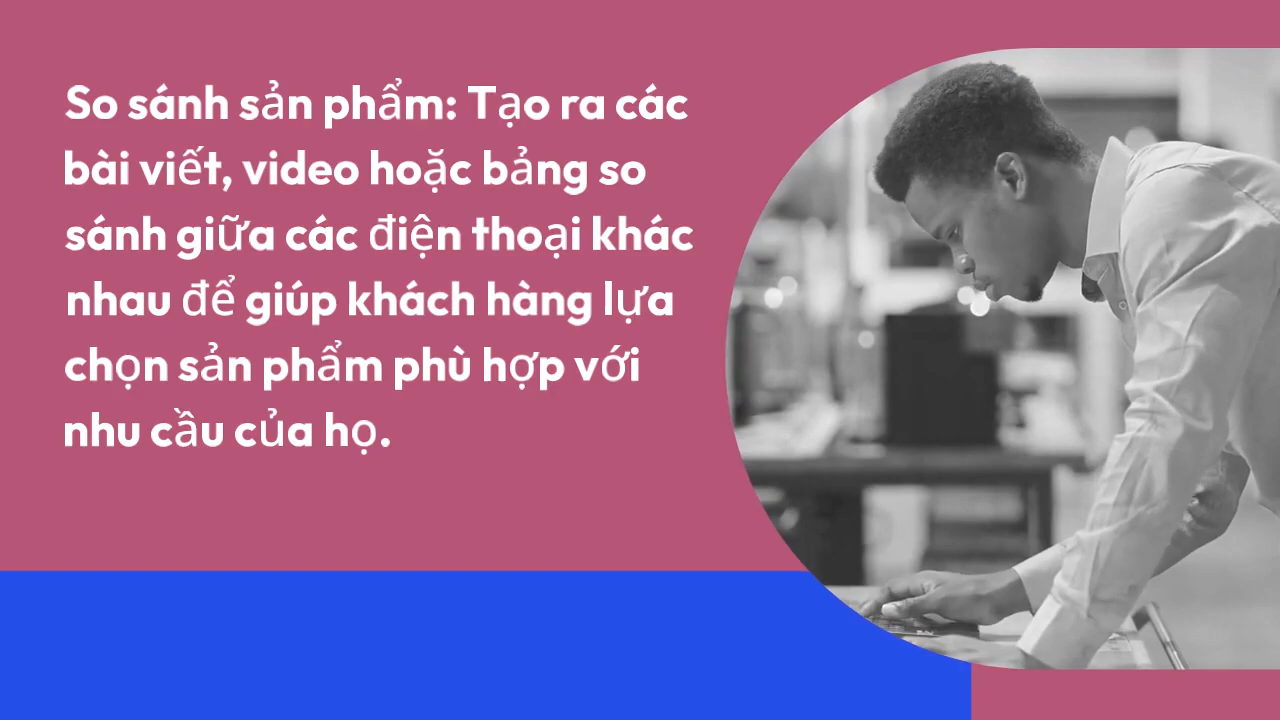 So sánh sản phẩm: Tạo ra các
bài viết, video hoặc bảng so
sánh giữa các điện thoại khác
nhau để giúp khách hàng lựa
chọn sản phẩm phù hợp với
nhu cầu của họ.